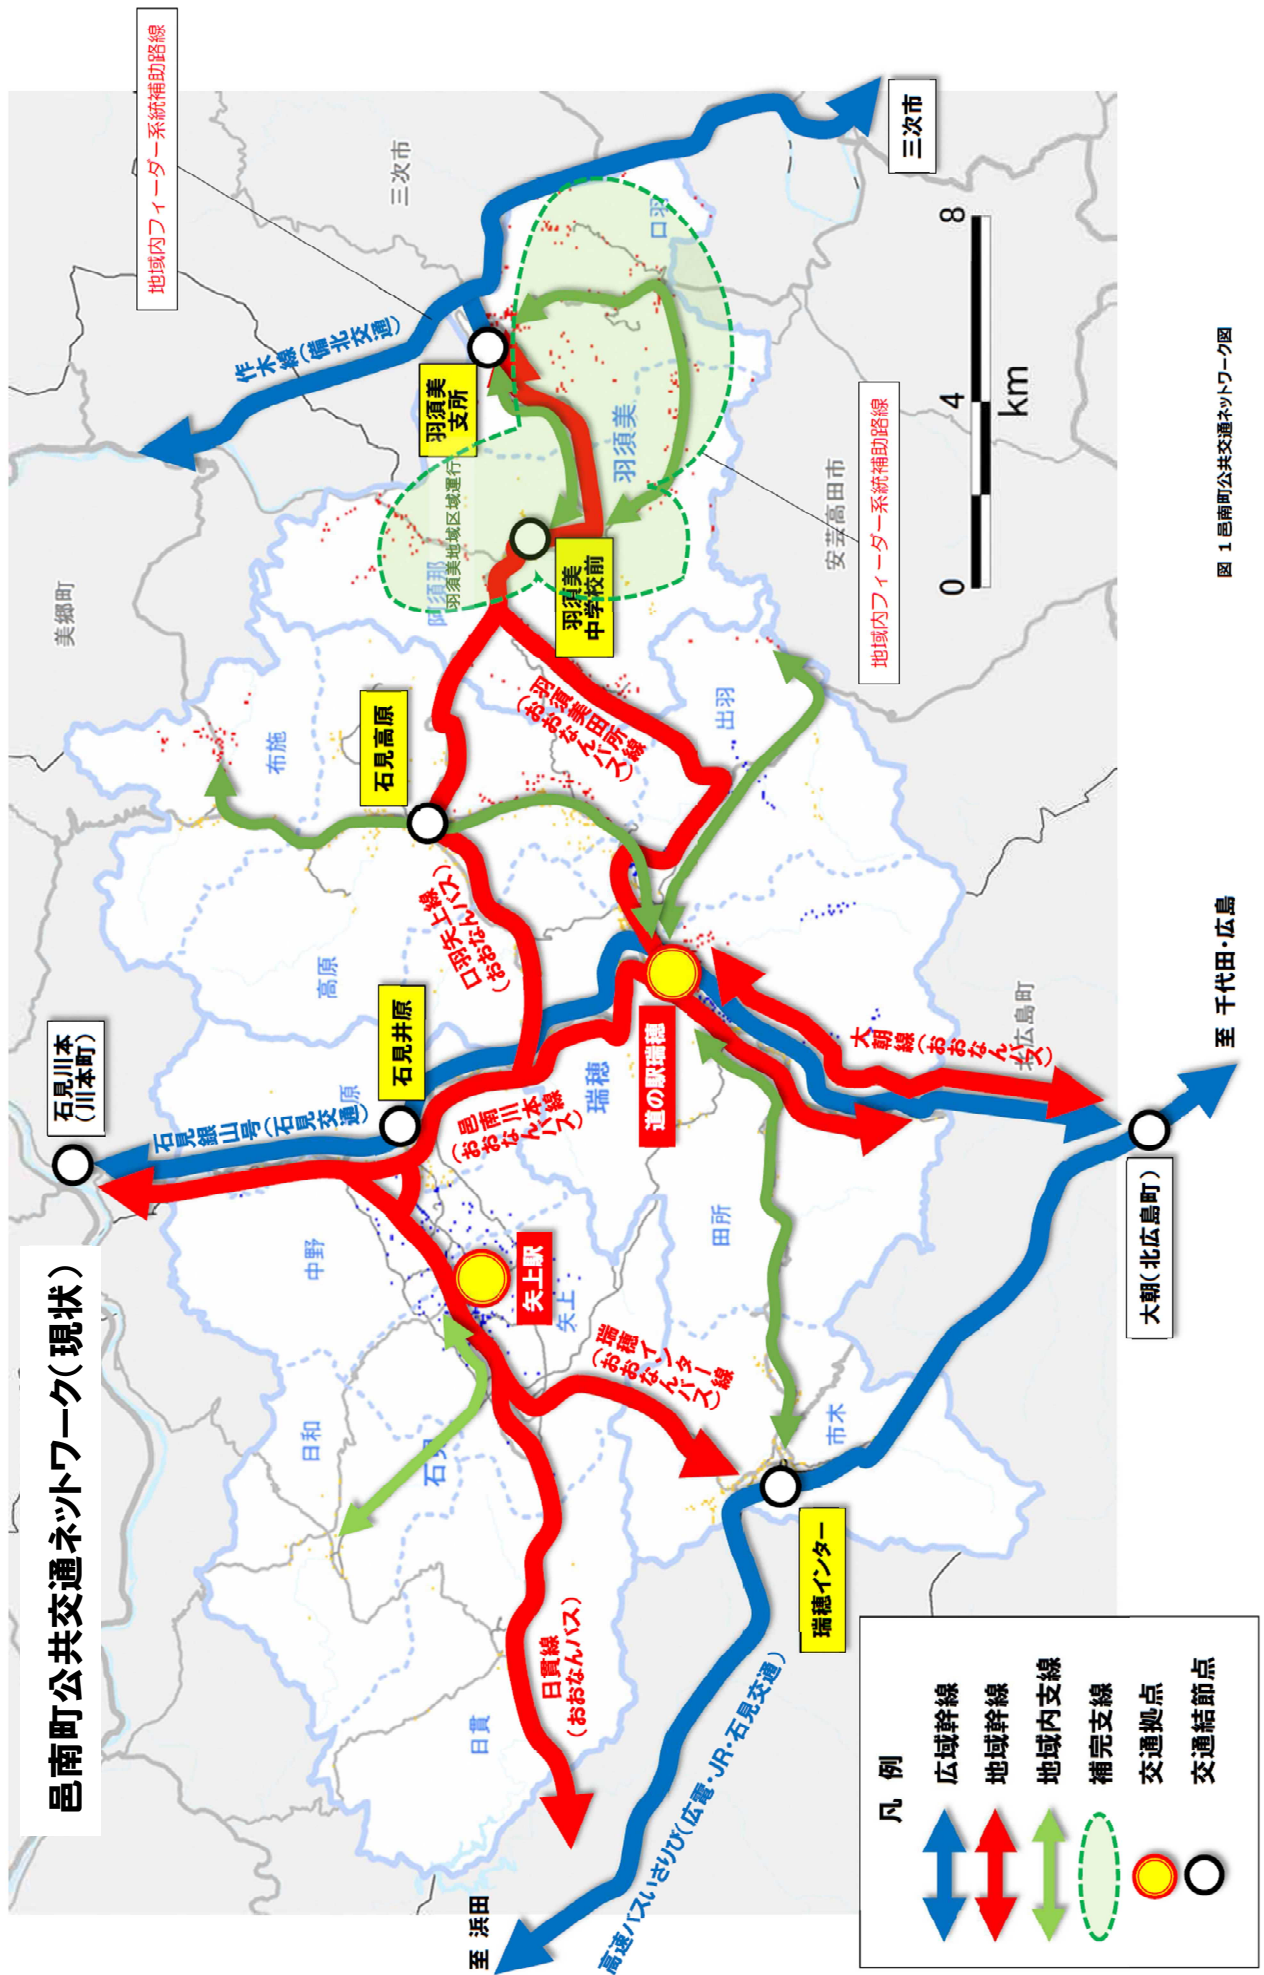 邑南町公共交通ネットワーク(現状)
石見川本
(川本町)
美郷町
三次市
地域内フィーダー系統補助路線
作木線(備北交通)
石見銀山号(石見交通)
石見井原
石見高原
羽須美
支所
羽須美
中学校前
羽須美地域区域運行
阿須那
羽須美
口羽
三次市
布施
高原
中野
日和
日貫
石見
矢上
瑞穂
田所
出羽
市木
原
口羽矢上線
(おおなんバス)
羽須美田所線
(おおなんバス)
邑南川本線
(おおなんバス)
矢上駅
道の駅瑞穂
瑞穂インター線
(おおなんバス)
日貫線
(おおなんバス)
大朝線(おおなんバス)
北広島町
安芸高田市
地域内フィーダー系統補助路線
瑞穂インター
大朝(北広島町)
至 千代田・広島
至 浜田
高速バスいさりび(広電・JR・石見交通)
0 4 8
km
凡 例
広域幹線
地域幹線
地域内支線
補完支線
交通拠点
交通結節点
図 1 邑南町公共交通ネットワーク図